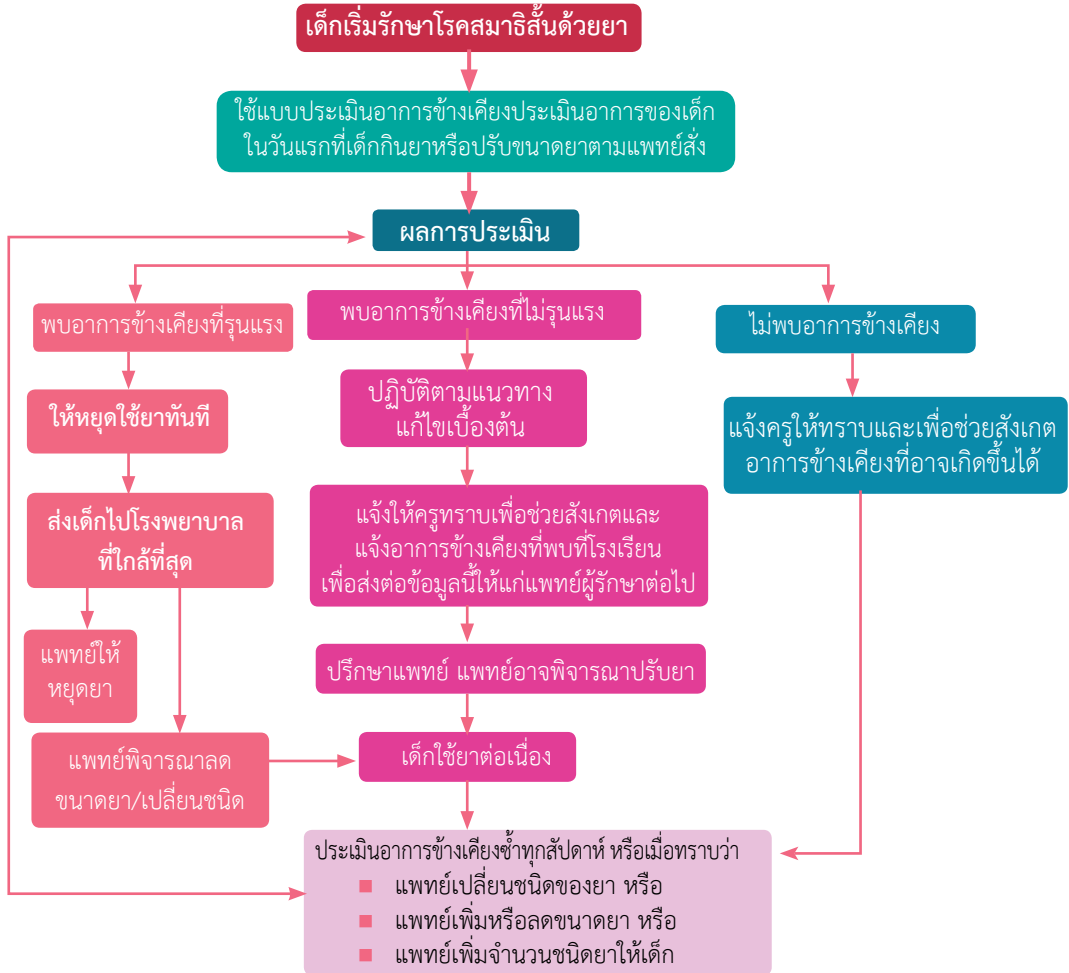 เด็กเริ่มรักษาโรคสมาธิสั้นด้วยยา
ใช้แบบประเมินอาการข้างเคียงประเมินอาการของเด็ก
ในวันแรกที่เด็กกินยาหรือปรับขนาดยาตามแพทย์สั่ง
ผลการประเมิน
พบอาการข้างเคียงที่รุนแรง
ให้หยุดใช้ยาทันที
ส่งเด็กไปโรงพยาบาล
ที่ใกล้ที่สุด
แพทย์ให้
หยุดยา
แพทย์พิจารณาลด
ขนาดยา/เปลี่ยนชนิด
พบอาการข้างเคียงที่ไม่รุนแรง
ปฏิบัติตามแนวทาง
แก้ไขเบื้องต้น
แจ้งให้ครูทราบเพื่อช่วยสังเกตและ
แจ้งอาการข้างเคียงที่พบที่โรงเรียน
เพื่อส่งต่อข้อมูลนี้ให้แก่แพทย์ผู้รักษาต่อไป
ปรึกษาแพทย์ แพทย์อาจพิจารณาปรับยา
เด็กใช้ยาต่อเนื่อง
ไม่พบอาการข้างเคียง
แจ้งครูให้ทราบและเพื่อช่วยสังเกต
อาการข้างเคียงที่อาจเกิดขึ้นได้
ประเมินอาการข้างเคียงซ้ำทุกสัปดาห์ หรือเมื่อทราบว่า
■ แพทย์เปลี่ยนชนิดของยา หรือ
■ แพทย์เพิ่มหรือลดขนาดยา หรือ
■ แพทย์เพิ่มจำนวนชนิดยาให้เด็ก